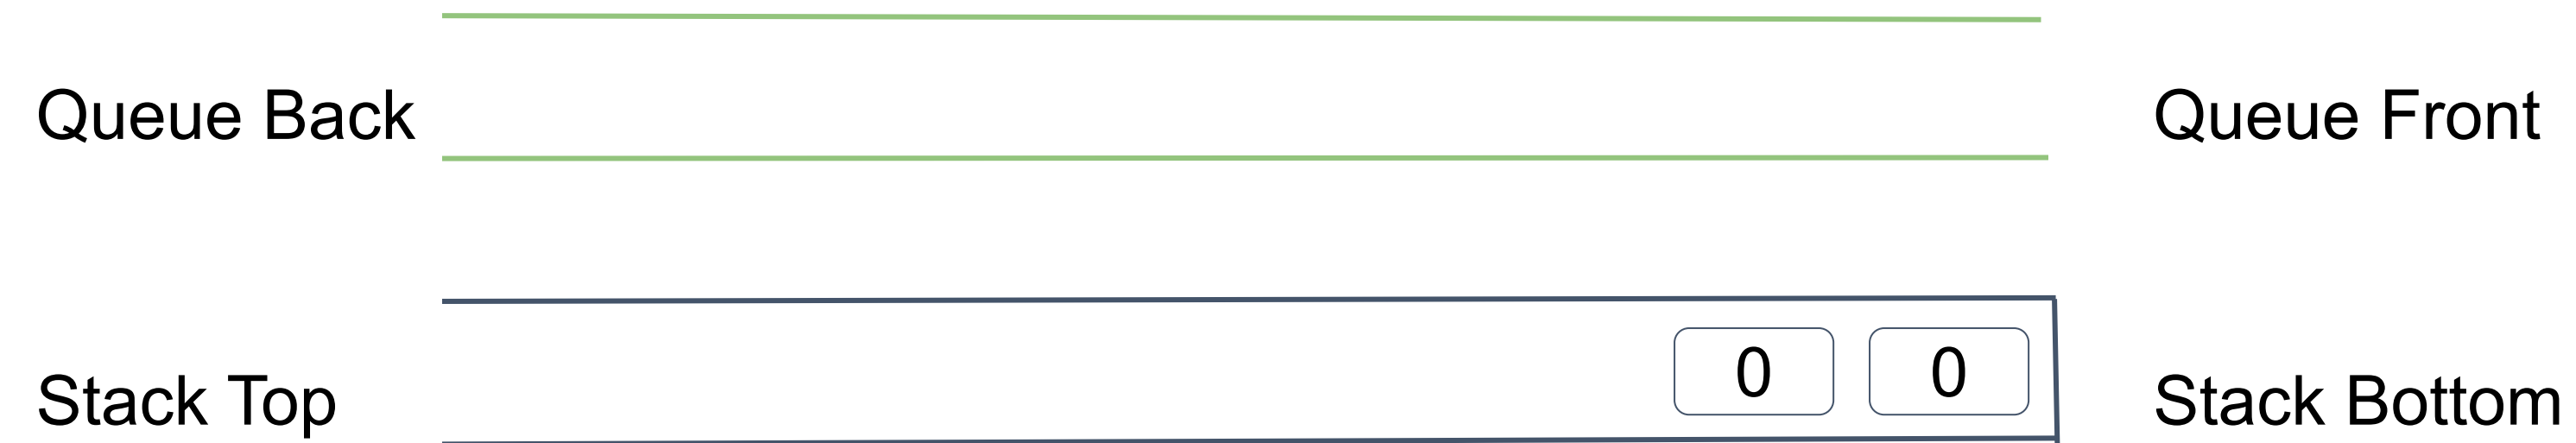 Queue Back
Queue Front
0 0
Stack Top
Stack Bottom